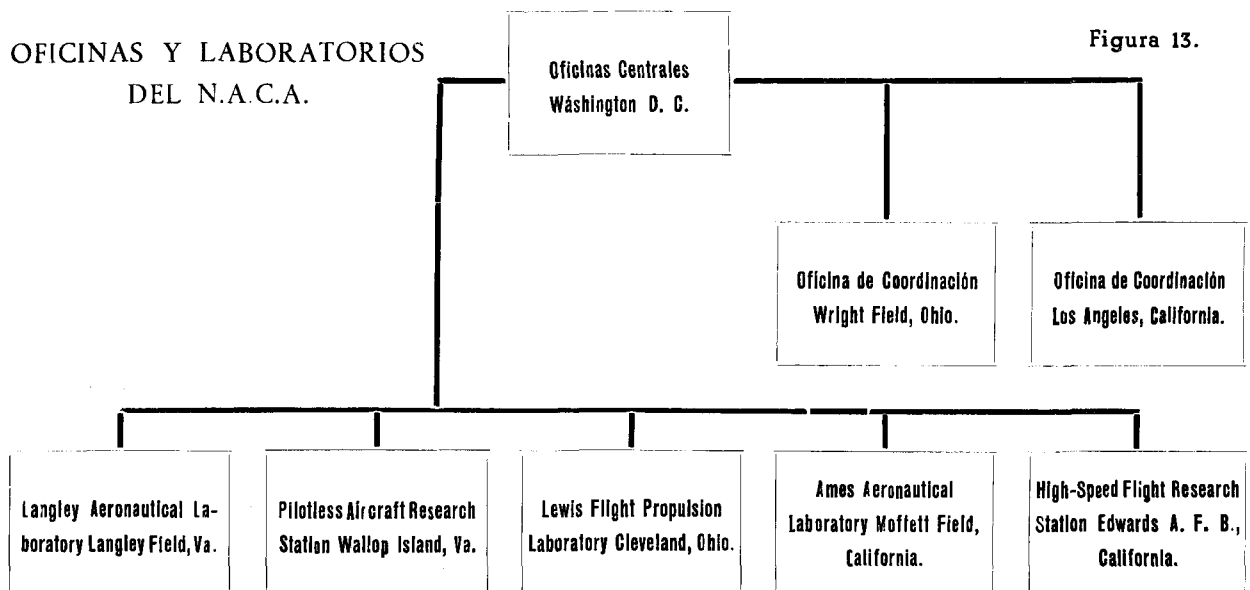 OFICINAS Y LABORATORIOS
DEL N.A.C.A.
Figura 13.
Oficinas Centrales
Wáshington D. C.
Oficina de Coordinación
Wright Field, Ohio.
Oficina de Coordinación
Los Angeles, California.
Langley Aeronautical La-
boratory Langley Field, Va.
Pilotless Aircraft Research
Station Wallop Island, Va.
Lewis Flight Propulsion
Laboratory Cleveland, Ohio.
Ames Aeronautical
Laboratory Moffett Field,
California.
High-Speed Flight Research
Station Edwards A. F. B.,
California.